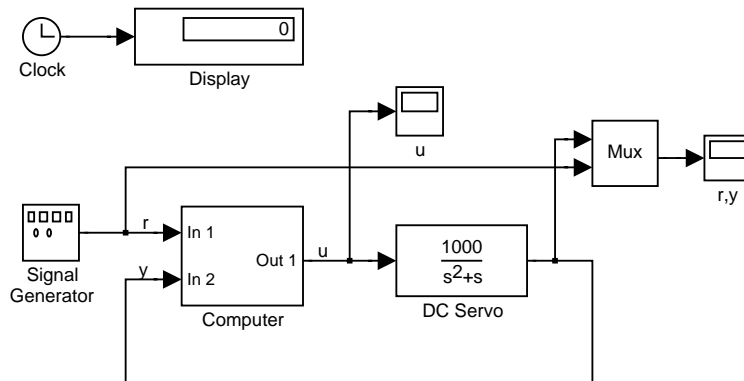 0
Clock
Display
u
Mux
r,y
r
In 1
Out 1
u
1000
s²+s
y
In 2
Signal
Generator
Computer
DC Servo